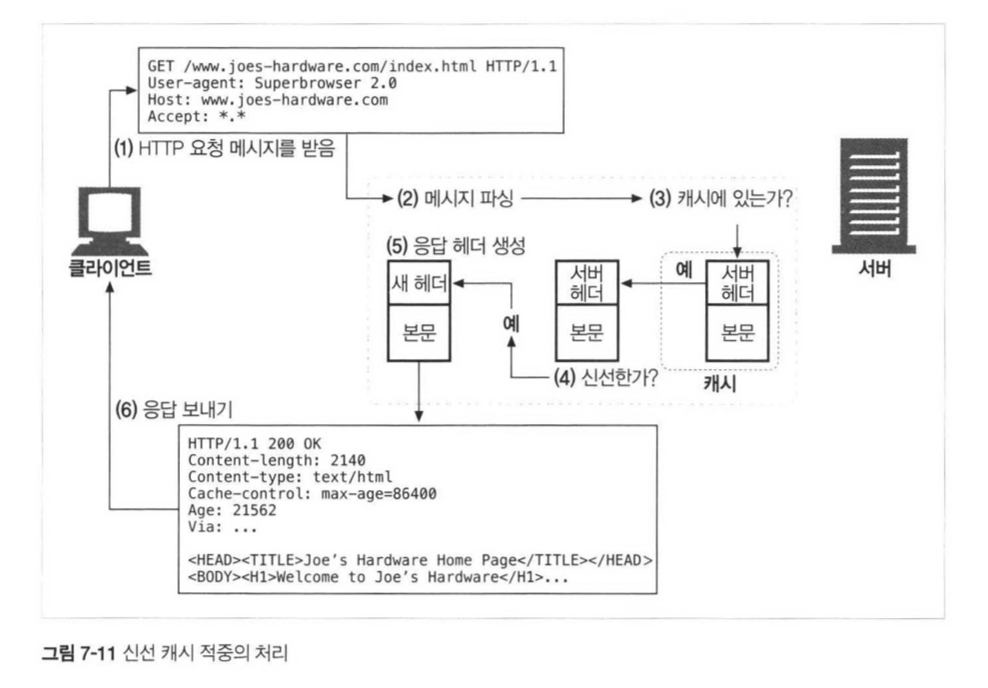 GET /www.joes-hardware.com/index.html HTTP/1.1
User-agent: Superbrowser 2.0
Host: www.joes-hardware.com
Accept: *.*
(1) HTTP 요청 메시지를 받음
(2) 메시지 파싱
(3) 캐시에 있는가?
클라이언트
서버
(5) 응답 헤더 생성
새 헤더
본문
예
서버
헤더
본문
예
서버
헤더
본문
(4) 신선한가?
캐시
(6) 응답 보내기
HTTP/1.1 200 OK
Content-length: 2140
Content-type: text/html
Cache-control: max-age=86400
Age: 21562
Via: ...
<HEAD><TITLE>Joe's Hardware Home Page</TITLE></HEAD>
<BODY><H1>Welcome to Joe's Hardware</H1>...
그림 7-11 신선 캐시 적중의 처리